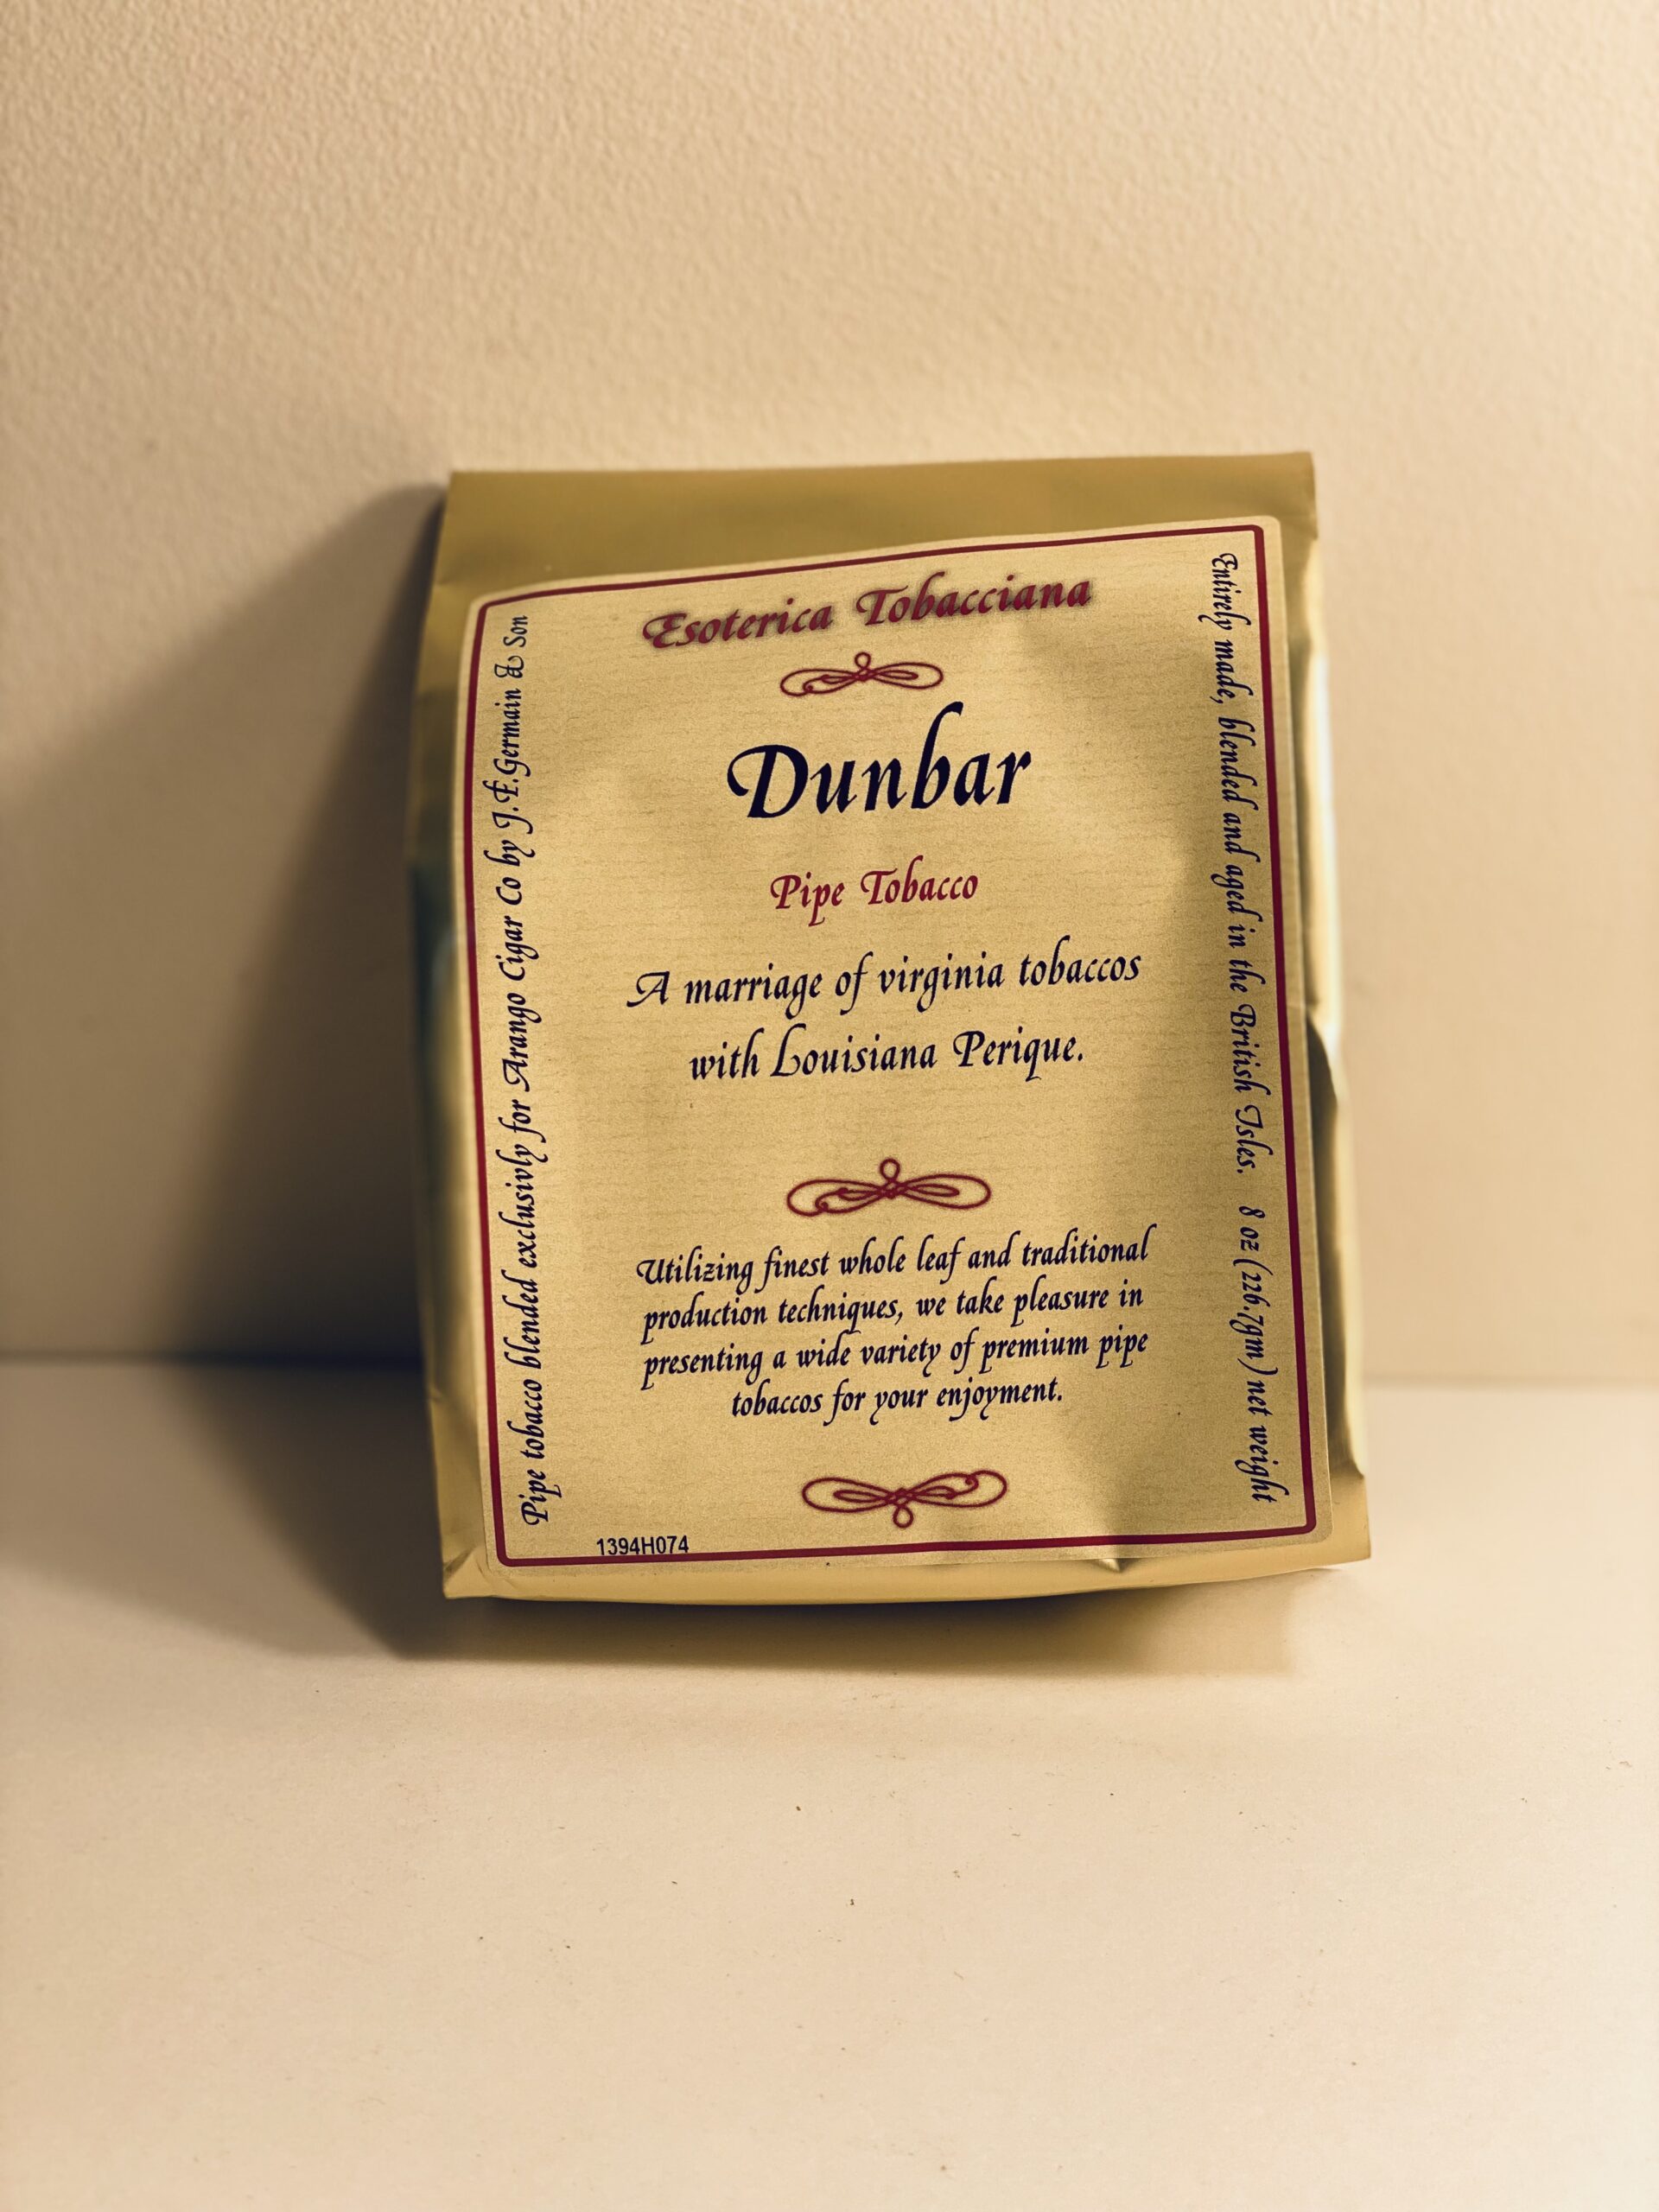 Esoterica Tobacciana
Dunbar
Pipe Tobacco
A marriage of virginia tobaccos
with Louisiana Perique.
Utilizing finest whole leaf and traditional
production techniques, we take pleasure in
presenting a wide variety of premium pipe
tobaccos for your enjoyment.
1394H074
Pipe tobacco blended exclusivly for Arango Cigar Co by J.F.Germain & Son
Entirely made, blended and aged in the British Isles. 8 oz (226.7gm) net weight